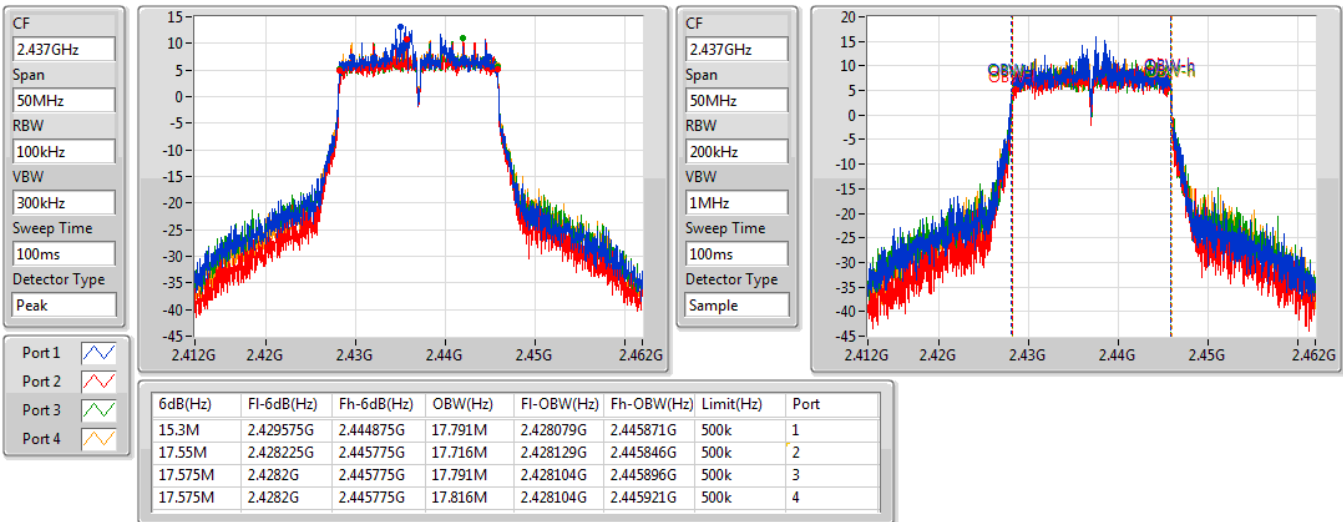 CF
2.437GHz
Span
50MHz
RBW
100kHz
VBW
300kHz
Sweep Time
100ms
Detector Type
Peak
15
10
5
0
-5
-10
-15
-20
-25
-30
-35
-40
-45
2.412G 2.42G 2.43G 2.44G 2.45G 2.462G
CF
2.437GHz
Span
50MHz
RBW
200kHz
VBW
1MHz
Sweep Time
100ms
Detector Type
Sample
20
15
10
5
0
-5
-10
-15
-20
-25
-30
-35
-40
-45
OBW-h
2.412G 2.42G 2.43G 2.44G 2.45G 2.462G
Port 1
Port 2
Port 3
Port 4
6dB(Hz) Fl-6dB(Hz) Fh-6dB(Hz) OBW(Hz) Fl-OBW(Hz) Fh-OBW(Hz) Limit(Hz) Port
15.3M 2.429575G 2.444875G 17.791M 2.428079G 2.445871G 500k 1
17.55M 2.428225G 2.445775G 17.716M 2.428129G 2.445846G 500k 2
17.575M 2.4282G 2.445775G 17.791M 2.428104G 2.445896G 500k 3
17.575M 2.4282G 2.445775G 17.816M 2.428104G 2.445921G 500k 4